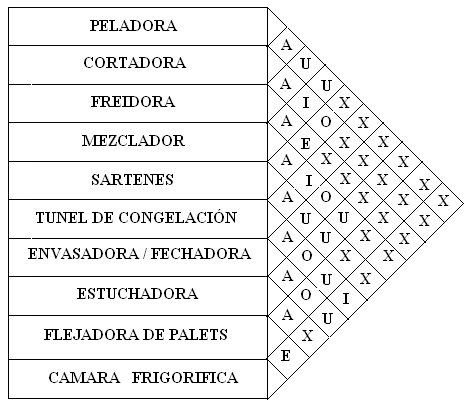 PELADORA
A
CORTADORA U
A U
FREIDORA I X
A O X
MEZCLADOR E X X
A X X X
SARTENES I X X X
A O X X X
TUNEL DE CONGELACIÓN U U X X
A U X X
ENVASADORA / FECHADORA O X X
A U X
ESTUCHADORA O I
A U
FLEJADORA DE PALETS X
E
CAMARA FRIGORIFICA